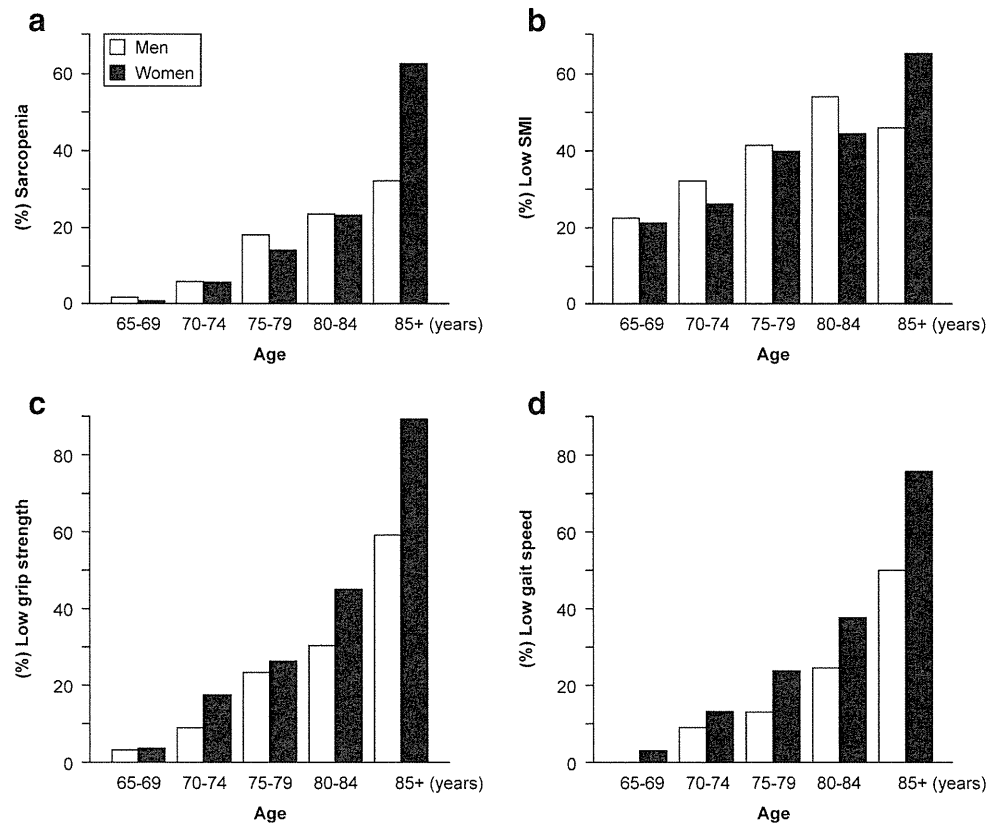 a
Men
Women
(%) Sarcopenia
60
40
20
0
65-69 70-74 75-79 80-84 85+ (years)
Age
b
(%) Low SMI
60
40
20
0
65-69 70-74 75-79 80-84 85+ (years)
Age
c
(%) Low grip strength
80
60
40
20
0
65-69 70-74 75-79 80-84 85+ (years)
Age
d
(%) Low gait speed
80
60
40
20
0
65-69 70-74 75-79 80-84 85+ (years)
Age